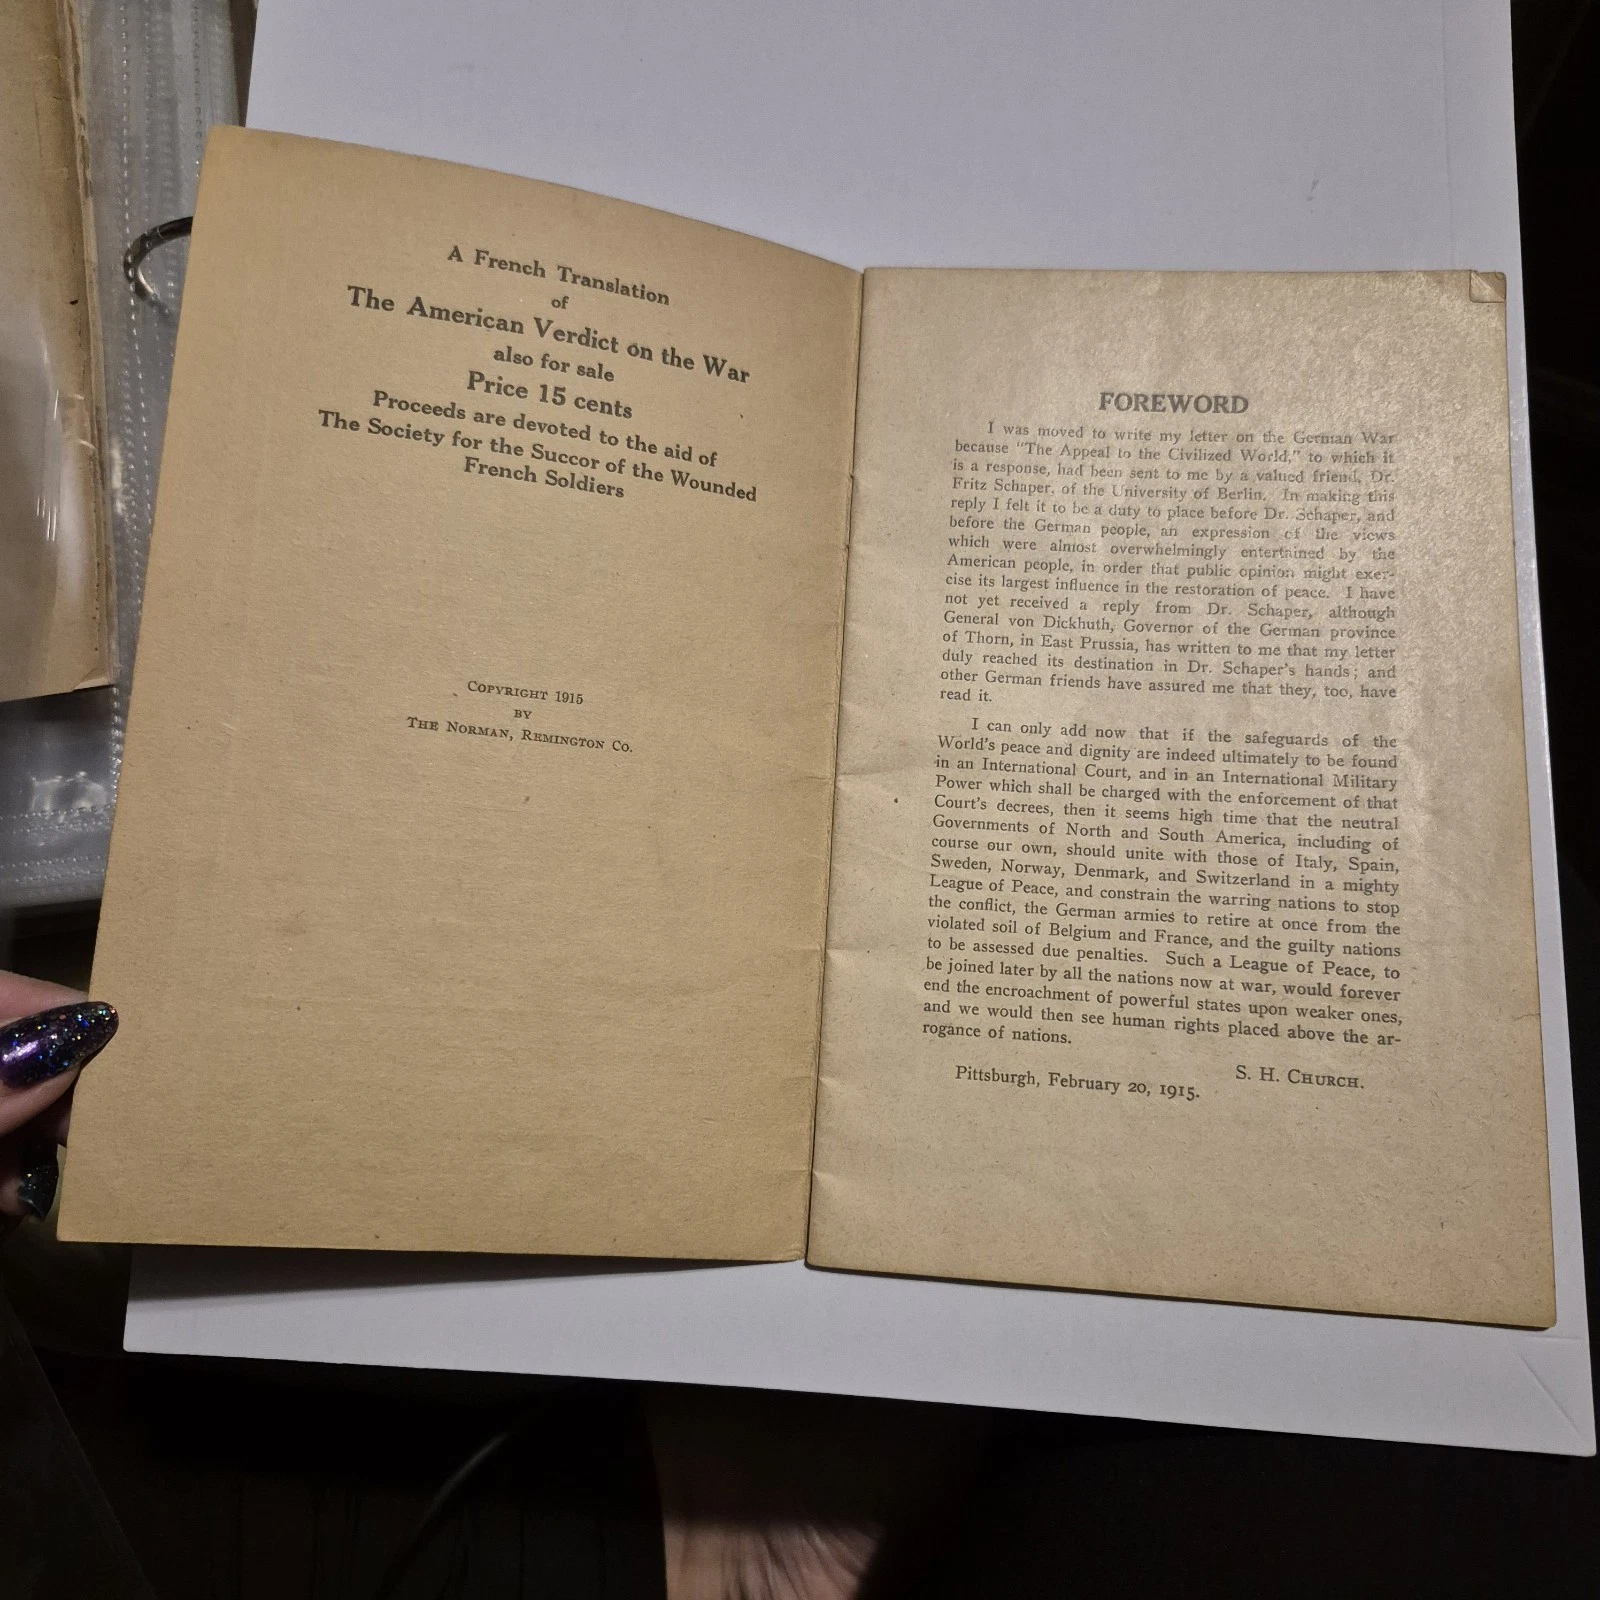 A French Translation
of
The American Verdict on the War
also for sale
Price 15 cents
Proceeds are devoted to the aid of
The Society for the Succor of the Wounded
French Soldiers
Copyright 1915
by
The Norman, Remington Co.
FOREWORD
I was moved to write my letter on the German War
because "The Appeal to the Civilized World," to which it
is a response, had been sent to me by a valued friend, Dr.
Fritz Schaper, of the University of Berlin. In making this
reply I felt it to be a duty to place before Dr. Schaper, and
before the German people, an expression of the views
which were almost overwhelmingly entertained by the
American people, in order that public opinion might exer-
cise its largest influence in the restoration of peace. I have
not yet received a reply from Dr. Schaper, although
General von Dickhuth, Governor of the German province
of Thorn, in East Prussia, has written to me that my letter
duly reached its destination in Dr. Schaper's hands; and
other German friends have assured me that they, too, have
read it.
I can only add now that if the safeguards of the
World's peace and dignity are indeed ultimately to be found
in an International Court, and in an International Military
Power which shall be charged with the enforcement of that
Court's decrees, then it seems high time that the neutral
Governments of North and South America, including of
course our own, should unite with those of Italy, Spain,
Sweden, Norway, Denmark, and Switzerland in a mighty
League of Peace, and constrain the warring nations to stop
the conflict, the German armies to retire at once from the
violated soil of Belgium and France, and the guilty nations
to be assessed due penalties. Such a League of Peace, to
be joined later by all the nations now at war, would forever
end the encroachment of powerful states upon weaker ones,
and we would then see human rights placed above the ar-
rogance of nations.
S. H. Church.
Pittsburgh, February 20, 1915.